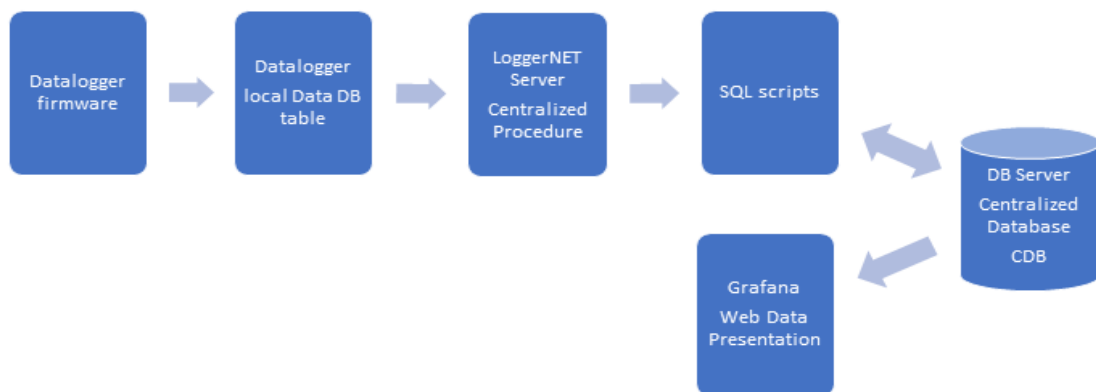 Datalogger
firmware
Datalogger
local Data DB
table
LoggerNET
Server
Centralized
Procedure
SQL scripts
DB Server
Centralized
Database
CDB
Grafana
Web Data
Presentation